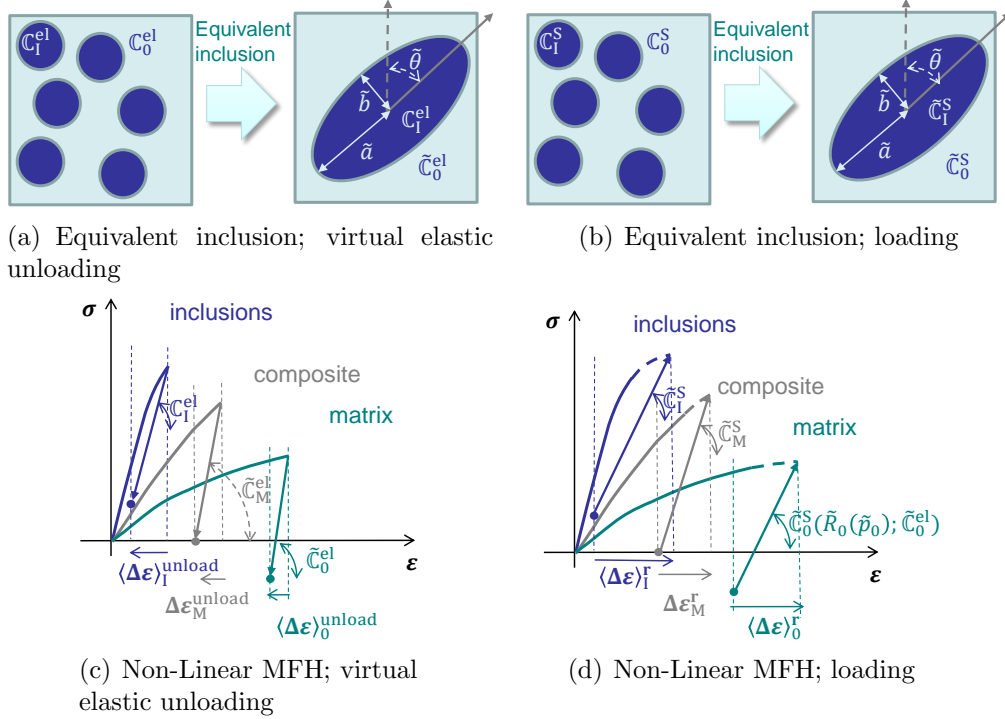 ℂ_I^el
ℂ_0^el
Equivalent
inclusion
θ̃
b̃
ℂ_I^el
ã
ℂ̃_0^el
(a) Equivalent inclusion; virtual elastic
unloading
ℂ_I^S
ℂ_0^S
Equivalent
inclusion
θ̃
b̃
ℂ̃_I^S
ã
ℂ̃_0^S
(b) Equivalent inclusion; loading
σ
inclusions
composite
matrix
ℂ_I^el
ℂ̃_M^el
ℂ̃_0^el
ε
⟨Δε⟩_I^unload
Δε_M^unload
⟨Δε⟩_0^unload
(c) Non-Linear MFH; virtual
elastic unloading
σ
inclusions
composite
matrix
ℂ̃_I^S
ℂ̃_M^S
ℂ̃_0^S(R̃_0(p̃_0); ℂ̃_0^el)
ε
⟨Δε⟩_I^r
Δε_M^r
⟨Δε⟩_0^r
(d) Non-Linear MFH; loading